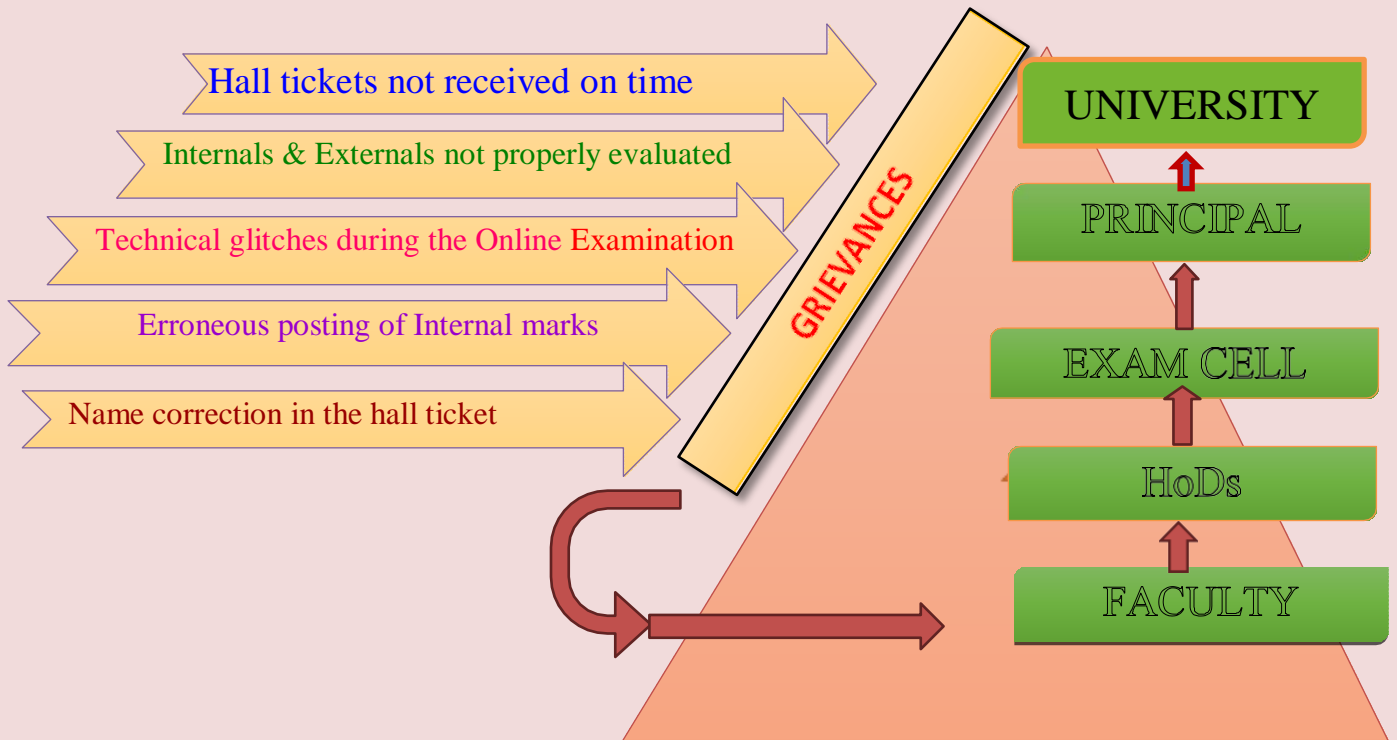 Hall tickets not received on time
Internals & Externals not properly evaluated
Technical glitches during the Online Examination
Erroneous posting of Internal marks
Name correction in the hall ticket
GRIEVANCES
UNIVERSITY
PRINCIPAL
EXAM CELL
HoDs
FACULTY